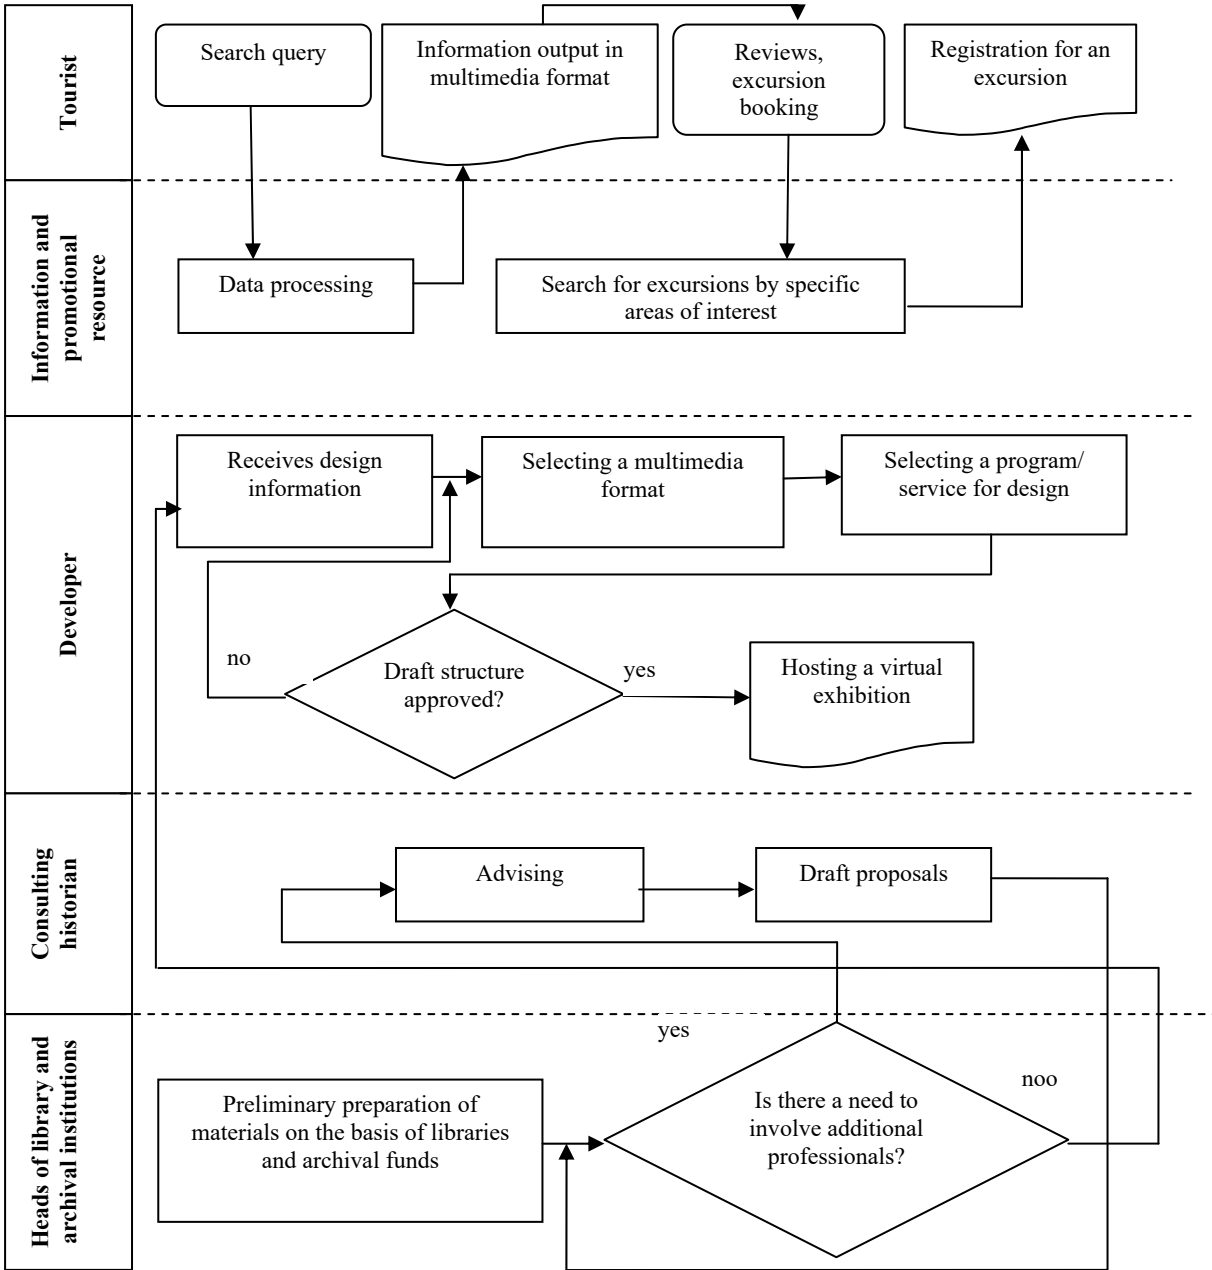 Tourist
Search query
Information output in
multimedia format
Reviews,
excursion
booking
Registration for an
excursion
Information and
promotional
resource
Data processing
Search for excursions by specific
areas of interest
Developer
Receives design
information
Selecting a multimedia
format
Selecting a program/
service for design
no
Draft structure
approved?
yes
Hosting a virtual
exhibition
Consulting
historian
Advising
Draft proposals
Heads of library and
archival institutions
yes
noo
Preliminary preparation of
materials on the basis of libraries
and archival funds
Is there a need to
involve additional
professionals?